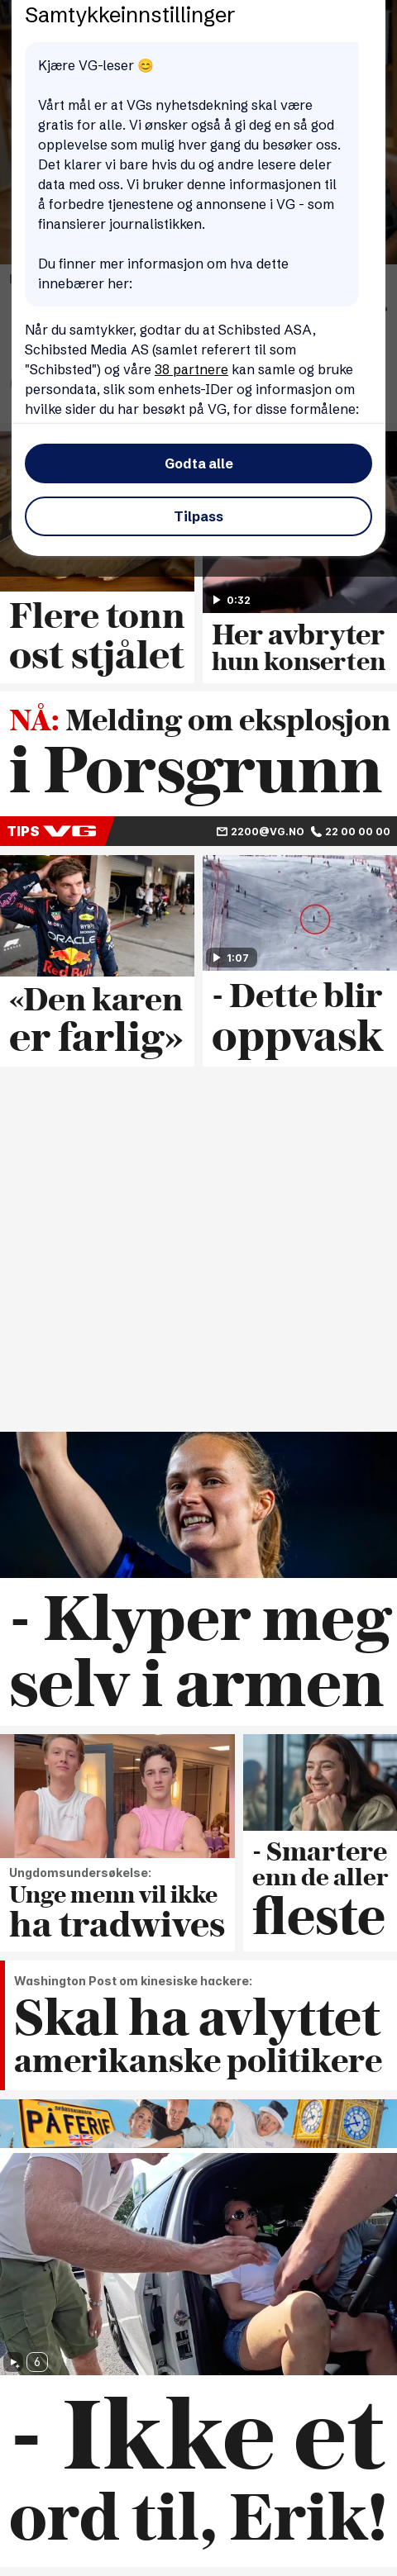 Samtykkeinnstillinger
Kjære VG-leser 😊
Vårt mål er at VGs nyhetsdekning skal være
gratis for alle. Vi ønsker også å gi deg en så god
opplevelse som mulig hver gang du besøker oss.
Det klarer vi bare hvis du og andre lesere deler
data med oss. Vi bruker denne informasjonen til
å forbedre tjenestene og annonsene i VG - som
finansierer journalistikken.
Du finner mer informasjon om hva dette
innebærer her:
Når du samtykker, godtar du at Schibsted ASA,
Schibsted Media AS (samlet referert til som
"Schibsted") og våre 38 partnere kan samle og bruke
persondata, slik som enhets-IDer og informasjon om
hvilke sider du har besøkt på VG, for disse formålene:
Godta alle
Tilpass
0:32
Flere tonn
ost stjålet
Her avbryter
hun konserten
NÅ: Melding om eksplosjon
i Porsgrunn
TIPS VG 2200@VG.NO 22 00 00 00
ORACLE
Red Bull
1:07
«Den karen
er farlig»
- Dette blir
oppvask
- Klyper meg
selv i armen
Ungdomsundersøkelse:
Unge menn vil ikke
ha tradwives
- Smartere
enn de aller
fleste
Washington Post om kinesiske hackere:
Skal ha avlyttet
amerikanske politikere
PÅ FERIE
6
- Ikke et
ord til, Erik!